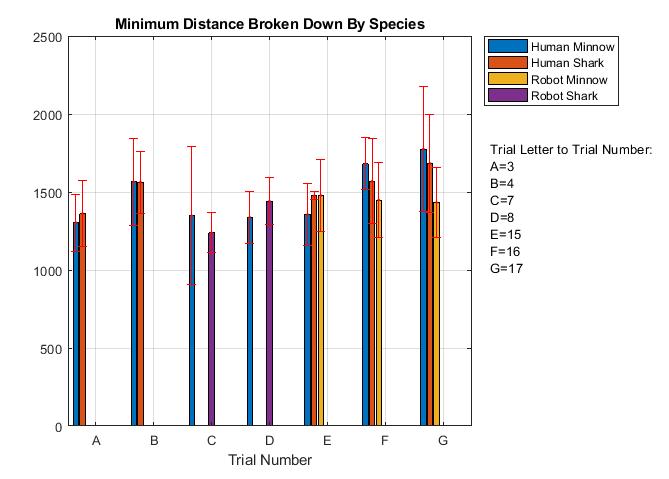 Minimum Distance Broken Down By Species
2500
2000
1500
1000
500
0
A B C D E F G
Trial Number
Human Minnow
Human Shark
Robot Minnow
Robot Shark
Trial Letter to Trial Number:
A=3
B=4
C=7
D=8
E=15
F=16
G=17